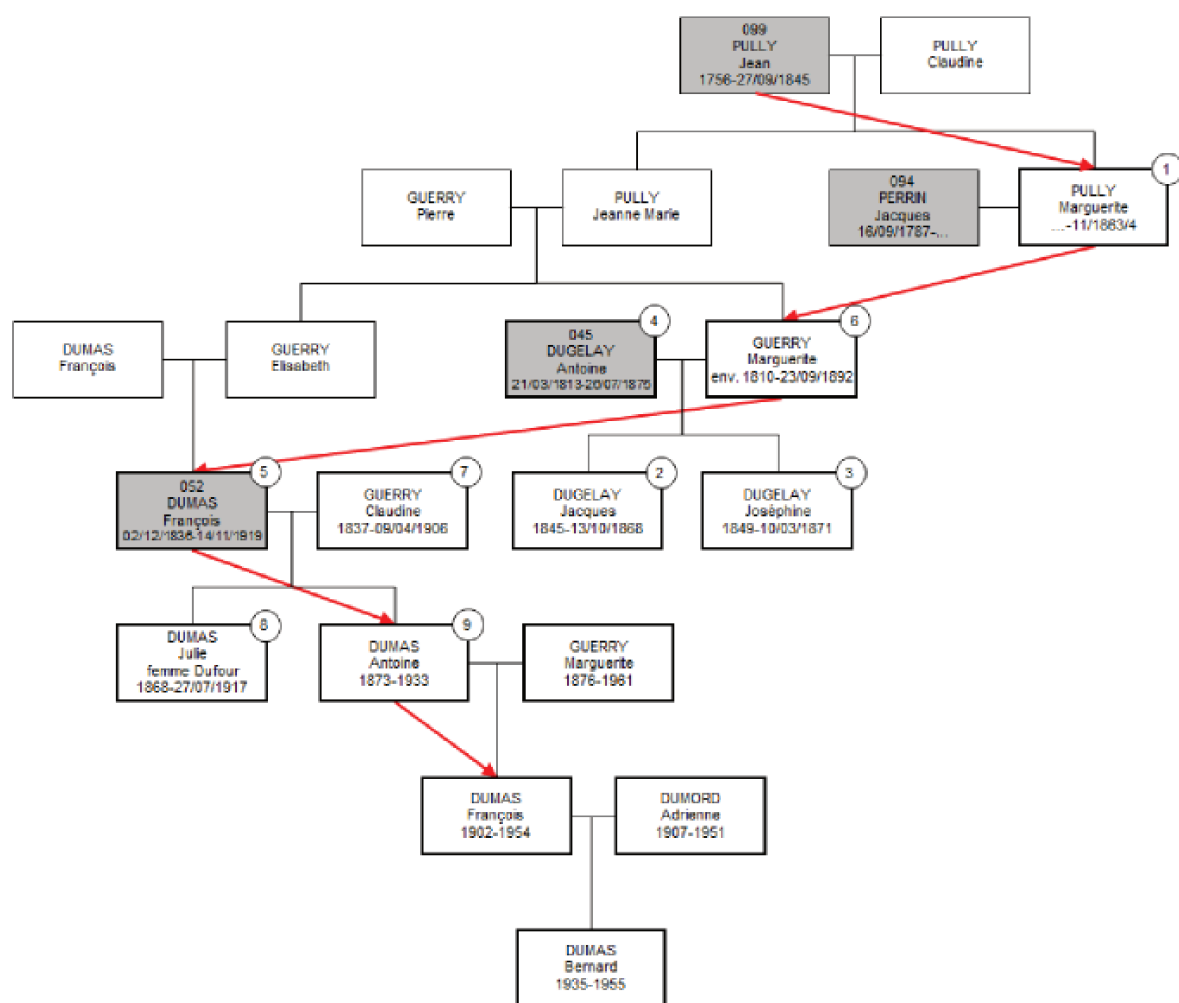 099
PULLY
Jean
1756-27/09/1845
PULLY
Claudine
1
094
PERRIN
Jacques
16/09/1787-...
PULLY
Marguerite
...-11/1863/4
GUERRY
Pierre
PULLY
Jeanne Marie
DUMAS
François
GUERRY
Elisabeth
4
045
DUGELAY
Antoine
21/03/1813-26/07/1875
6
GUERRY
Marguerite
env. 1810-23/09/1892
5
052
DUMAS
François
02/12/1836-14/11/1919
7
GUERRY
Claudine
1837-09/04/1906
2
DUGELAY
Jacques
1845-13/10/1868
3
DUGELAY
Joséphine
1849-10/03/1871
8
DUMAS
Julie
femme Dufour
1868-27/07/1917
9
DUMAS
Antoine
1873-1933
GUERRY
Marguerite
1876-1961
DUMAS
François
1902-1954
DUMORD
Adrienne
1907-1951
DUMAS
Bernard
1935-1955